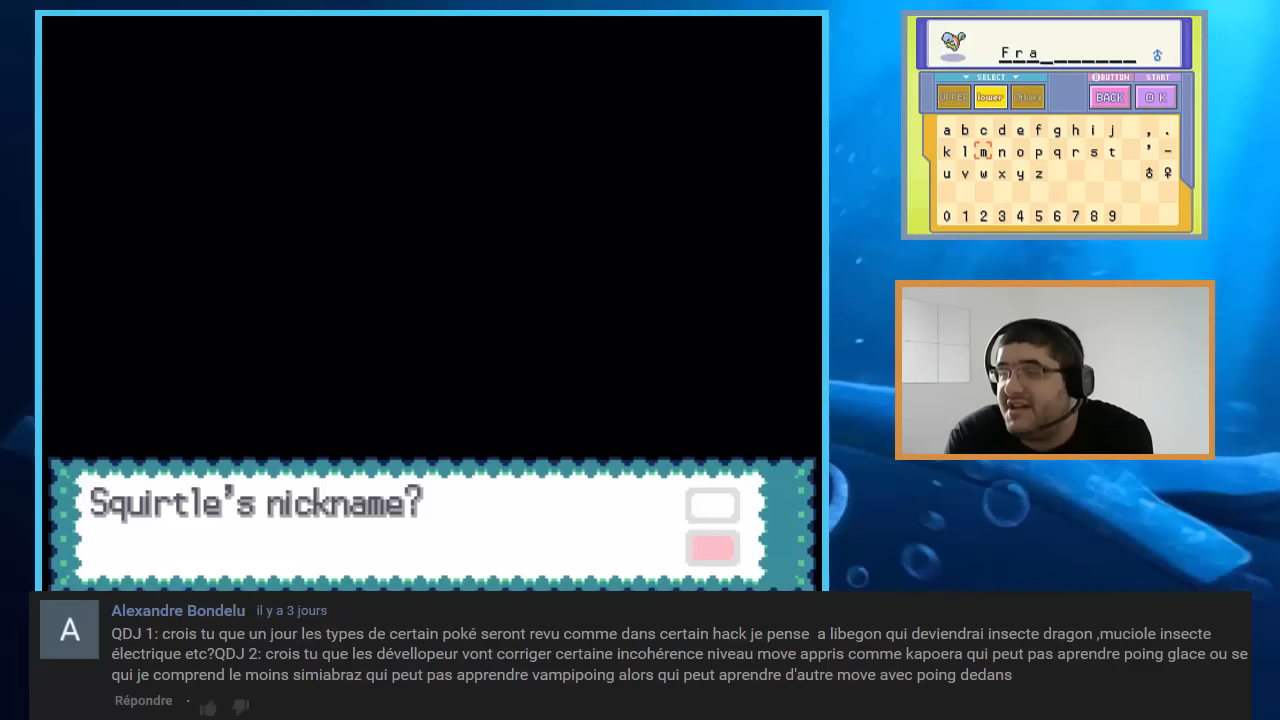 Fra
SELECT
BUTTON
START
UPPER
lower
Others
BACK
OK
a b c d e f g h i j , .
k l m n o p q r s t ' -
u v w x y z ♂ ♀
0 1 2 3 4 5 6 7 8 9
Squirtle's nickname?
A
Alexandre Bondelu il y a 3 jours
QDJ 1: crois tu que un jour les types de certain poké seront revu comme dans certain hack je pense a libegon qui deviendrai insecte dragon ,muciole insecte
électrique etc?QDJ 2: crois tu que les dévellopeur vont corriger certaine incohérence niveau move appris comme kapoera qui peut pas aprendre poing glace ou se
qui je comprend le moins simiabraz qui peut pas apprendre vampipoing alors qui peut aprendre d'autre move avec poing dedans
Répondre